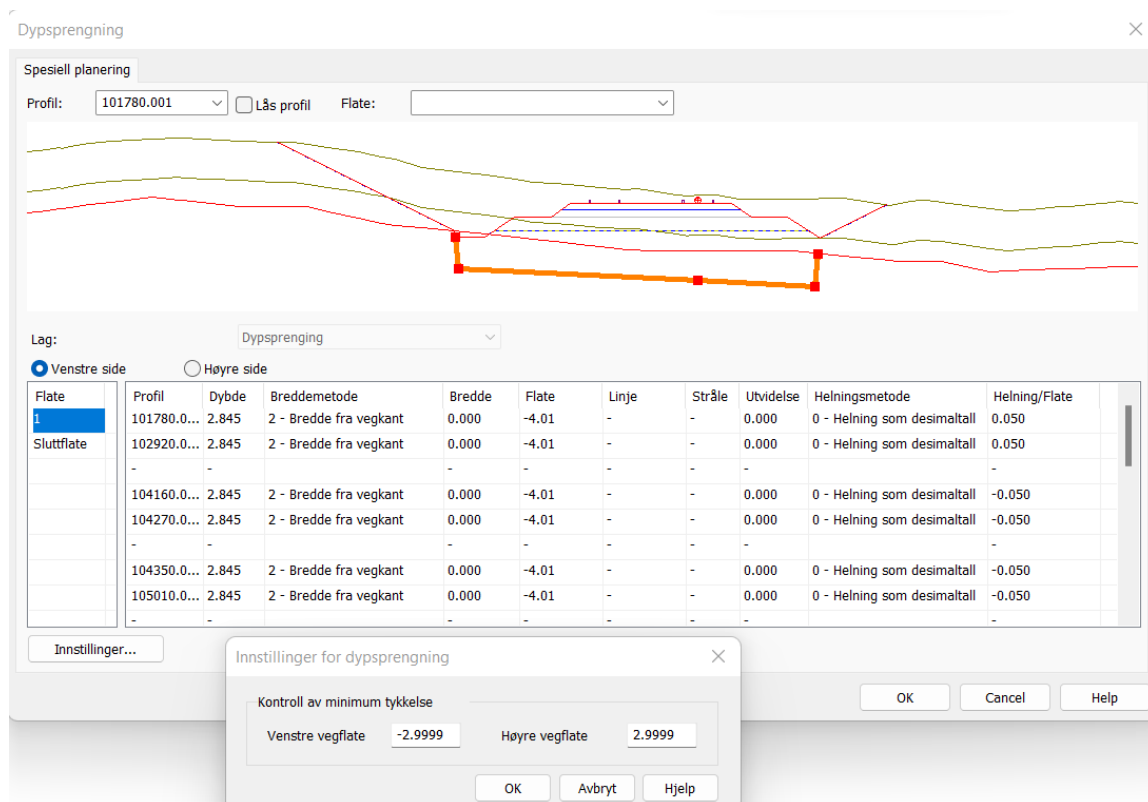 Dypsprengning
Spesiell planering
Profil: 101780.001 Lås profil Flate:
Lag: Dypsprenging
Venstre side Høyre side
Flate Profil Dybde Breddemetode Bredde Flate Linje Stråle Utvidelse Helningsmetode Helning/Flate
1 101780.0... 2.845 2 - Bredde fra vegkant 0.000 -4.01 - - 0.000 0 - Helning som desimaltall 0.050
Sluttflate 102920.0... 2.845 2 - Bredde fra vegkant 0.000 -4.01 - - 0.000 0 - Helning som desimaltall 0.050
- - - - - - - -
104160.0... 2.845 2 - Bredde fra vegkant 0.000 -4.01 - - 0.000 0 - Helning som desimaltall -0.050
104270.0... 2.845 2 - Bredde fra vegkant 0.000 -4.01 - - 0.000 0 - Helning som desimaltall -0.050
- - - - - - - -
104350.0... 2.845 2 - Bredde fra vegkant 0.000 -4.01 - - 0.000 0 - Helning som desimaltall -0.050
105010.0... 2.845 2 - Bredde fra vegkant 0.000 -4.01 - - 0.000 0 - Helning som desimaltall -0.050
- - - - - - - -
Innstillinger...
Innstillinger for dypsprengning
OK Cancel Help
Kontroll av minimum tykkelse
Venstre vegflate -2.9999 Høyre vegflate 2.9999
OK Avbryt Hjelp